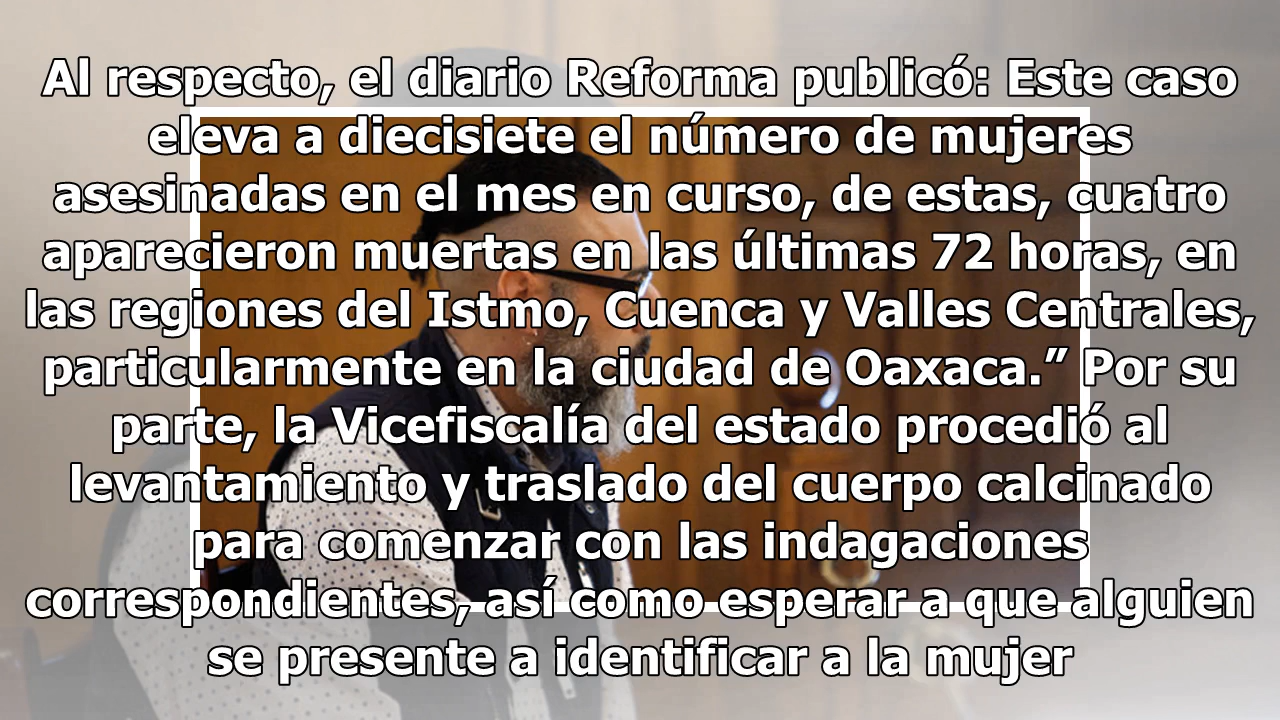 Al respecto, el diario Reforma publicó: Este caso
eleva a diecisiete el número de mujeres
asesinadas en el mes en curso, de estas, cuatro
aparecieron muertas en las últimas 72 horas, en
las regiones del Istmo, Cuenca y Valles Centrales,
particularmente en la ciudad de Oaxaca.” Por su
parte, la Vicefiscalía del estado procedió al
levantamiento y traslado del cuerpo calcinado
para comenzar con las indagaciones
correspondientes, así como esperar a que alguien
se presente a identificar a la mujer